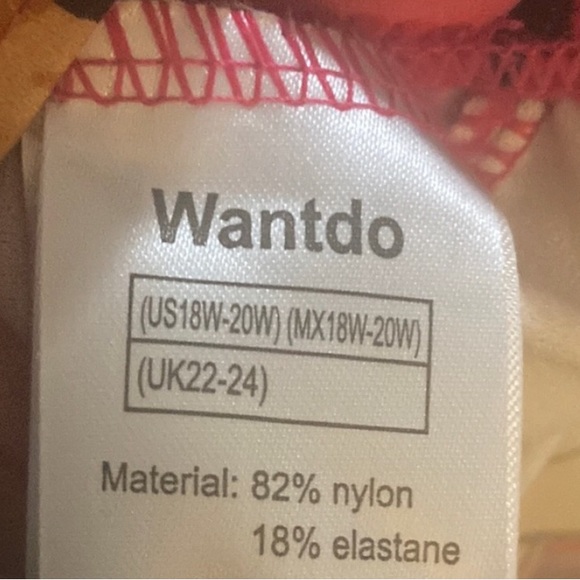 Wantdo
(US18W-20W) (MX18W-20W)
(UK22-24)
Material: 82% nylon
18% elastane